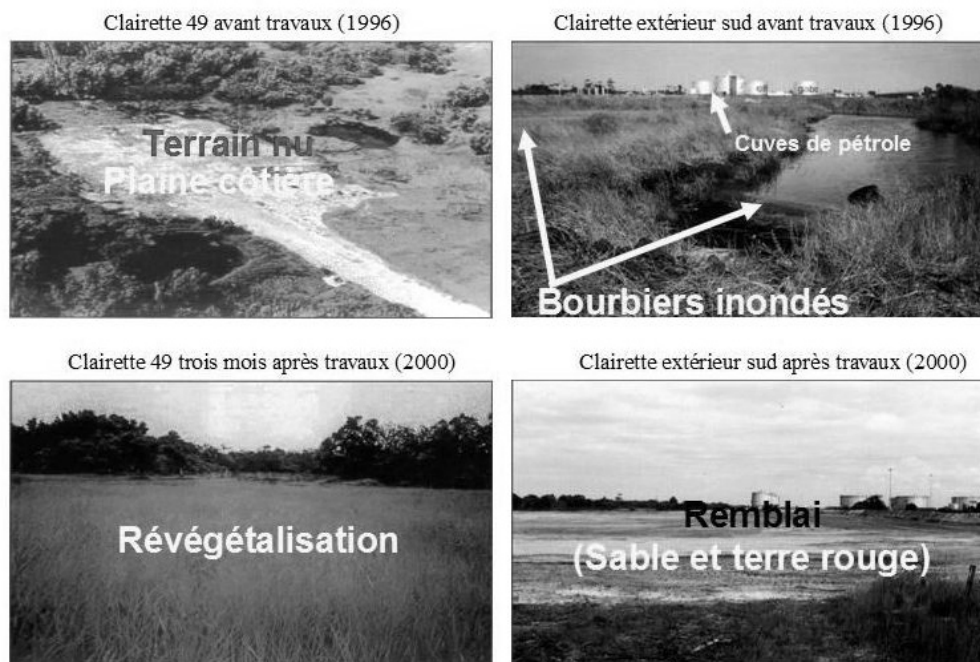 Clairette 49 avant travaux (1996)
Terrain nu
Plaine côtière
Clairette extérieur sud avant travaux (1996)
Cuves de pétrole
Bourbiers inondés
Clairette 49 trois mois après travaux (2000)
Révégétalisation
Clairette extérieur sud après travaux (2000)
Remblai
(Sable et terre rouge)